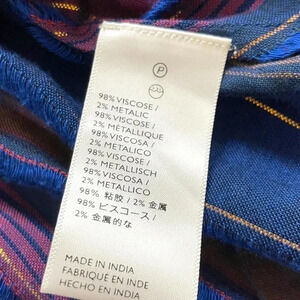 P
98% VISCOSE /
2% METALIC
98% VISCOSE /
2% METALLIQUE
98% VISCOSA /
2% METALICO
98% VISCOSE /
2% METALLISCH
98% VISCOSA /
2% METALLICO
98% 粘胶 / 2% 金属
98% ビスコース /
2% 金属的な
MADE IN INDIA
FABRIQUÉ EN INDE
HECHO EN INDIA